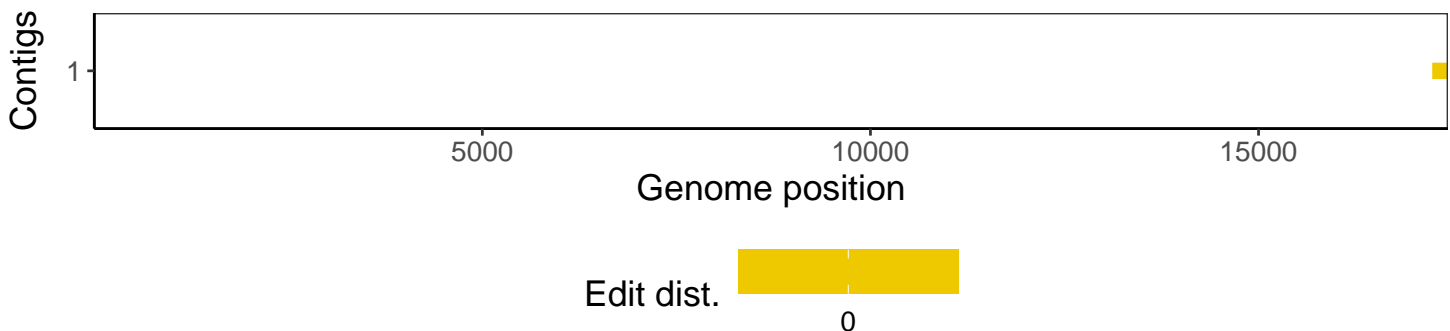 Contigs
1
5000 10000 15000
Genome position
Edit dist.
0